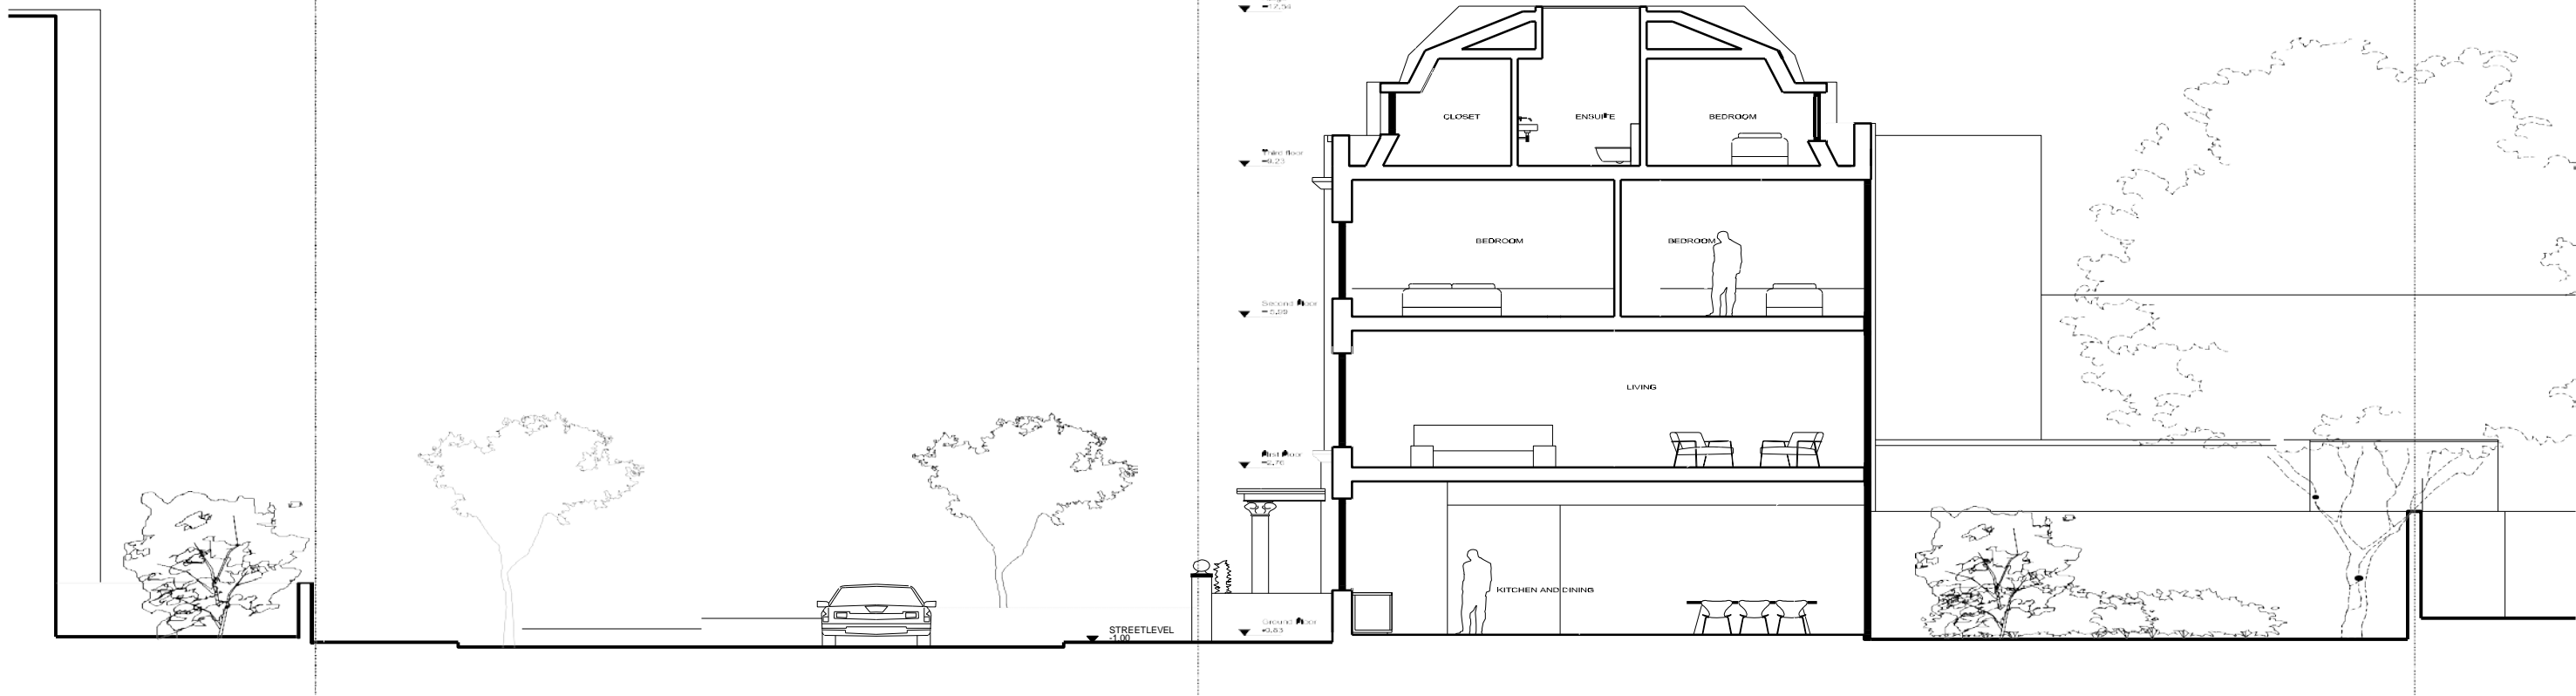 CLOSET
ENSUITE
BEDROOM
Third floor
BEDROOM
BEDROOM
Second Floor
LIVING
First Floor
KITCHEN AND DINING
Ground Floor
STREETLEVEL
-1.00